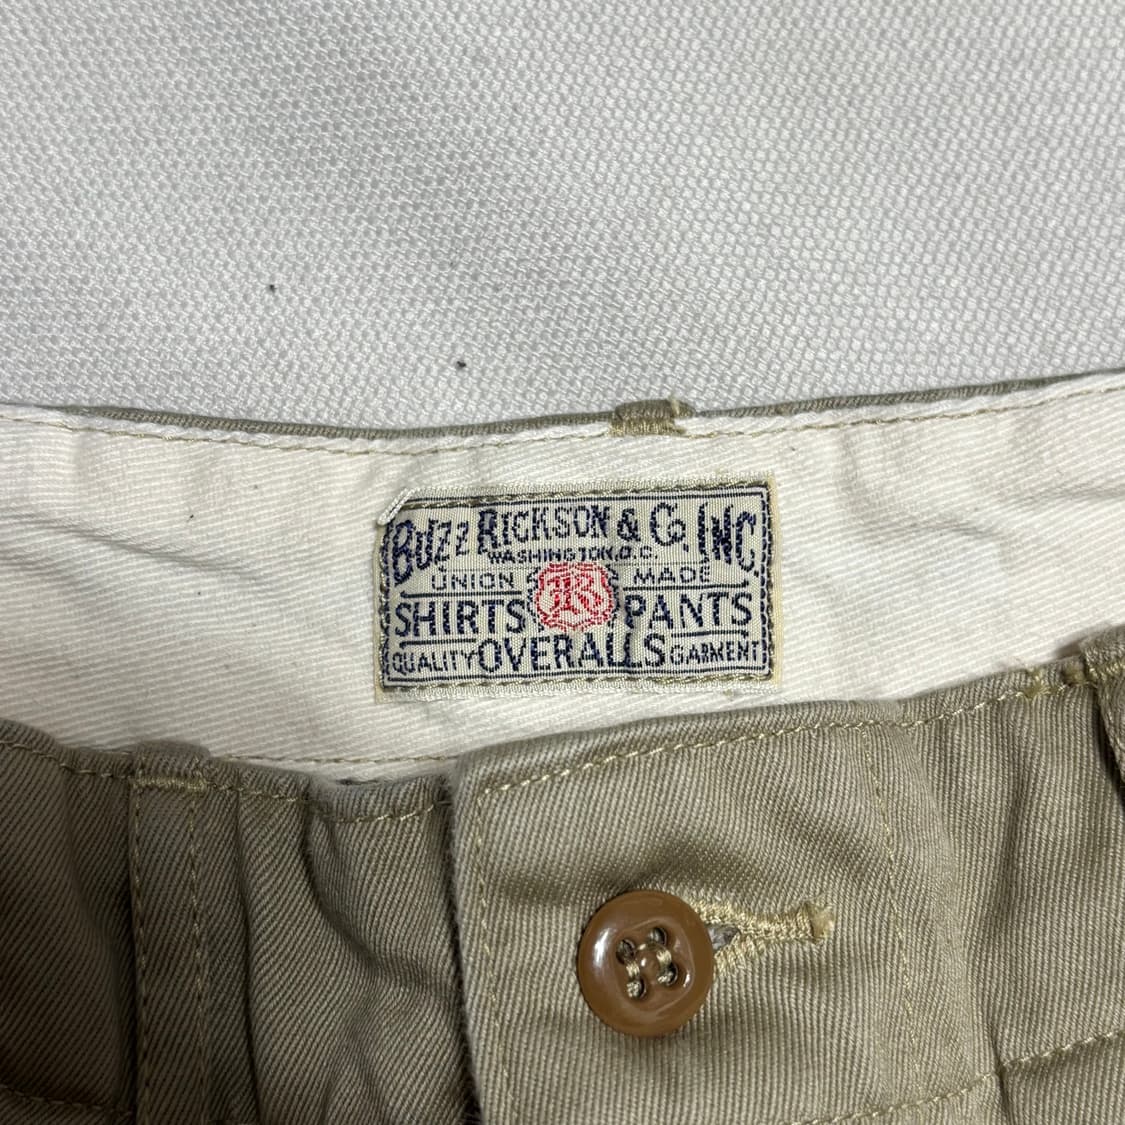 BUZZ RICKSON & CO. INC.
WASHINGTON, D.C.
UNION R MADE
SHIRTS PANTS
QUALITY OVERALLS GARMENT